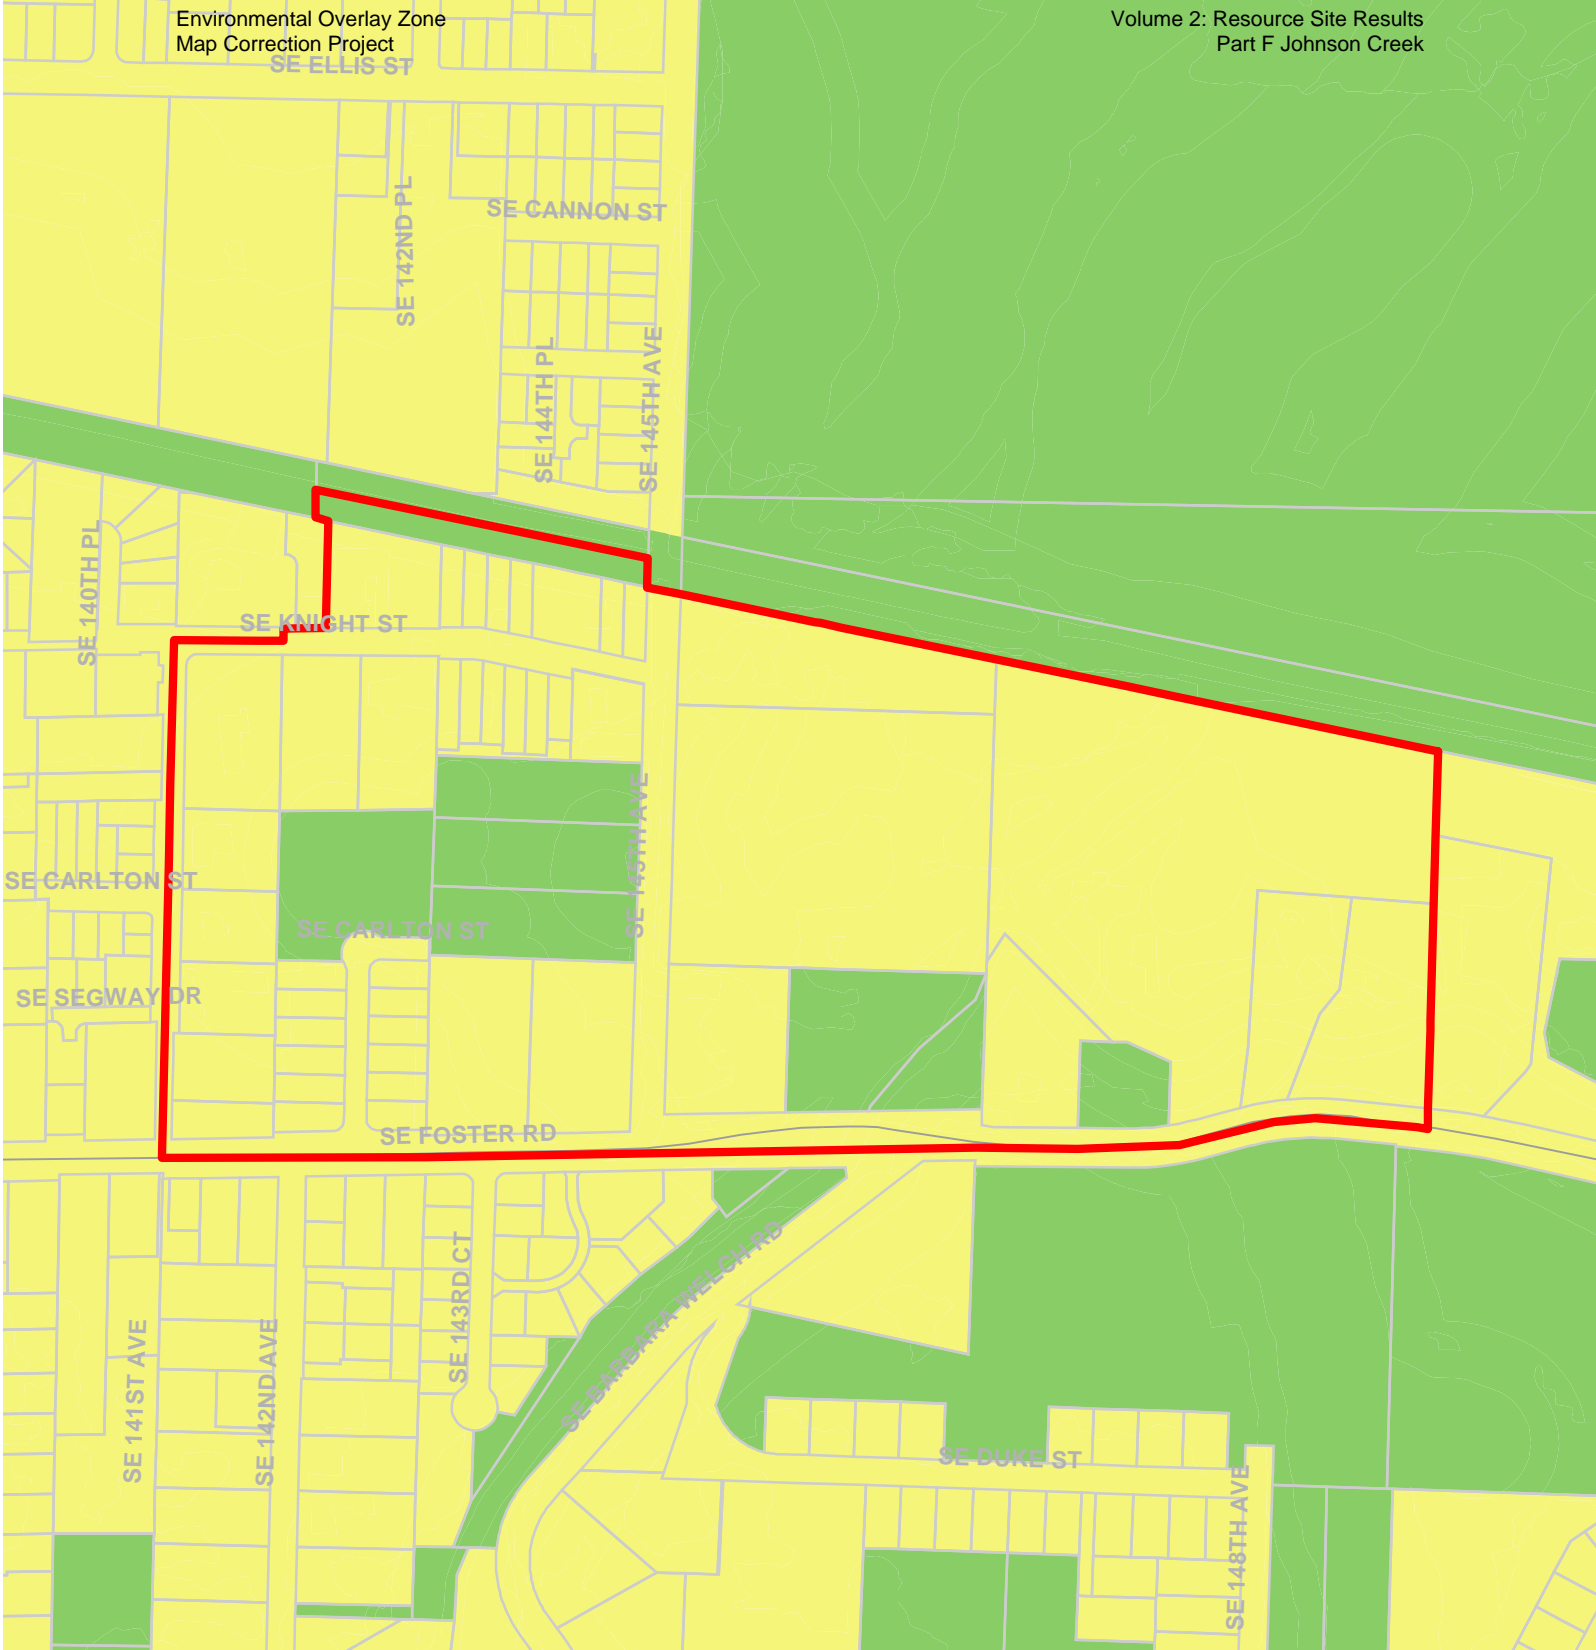 Environmental Overlay Zone
Map Correction Project
Volume 2: Resource Site Results
Part F Johnson Creek
SE ELLIS ST
SE CANNON ST
SE 142ND PL
SE 144TH PL
SE 145TH AVE
SE 140TH PL
SE KNIGHT ST
SE 145TH AVE
SE CARLTON ST
SE CARLTON ST
SE SEGWAY DR
SE FOSTER RD
SE BARBARA WELCH RD
SE 143RD CT
SE 141ST AVE
SE 142ND AVE
SE DUKE ST
SE 148TH AVE